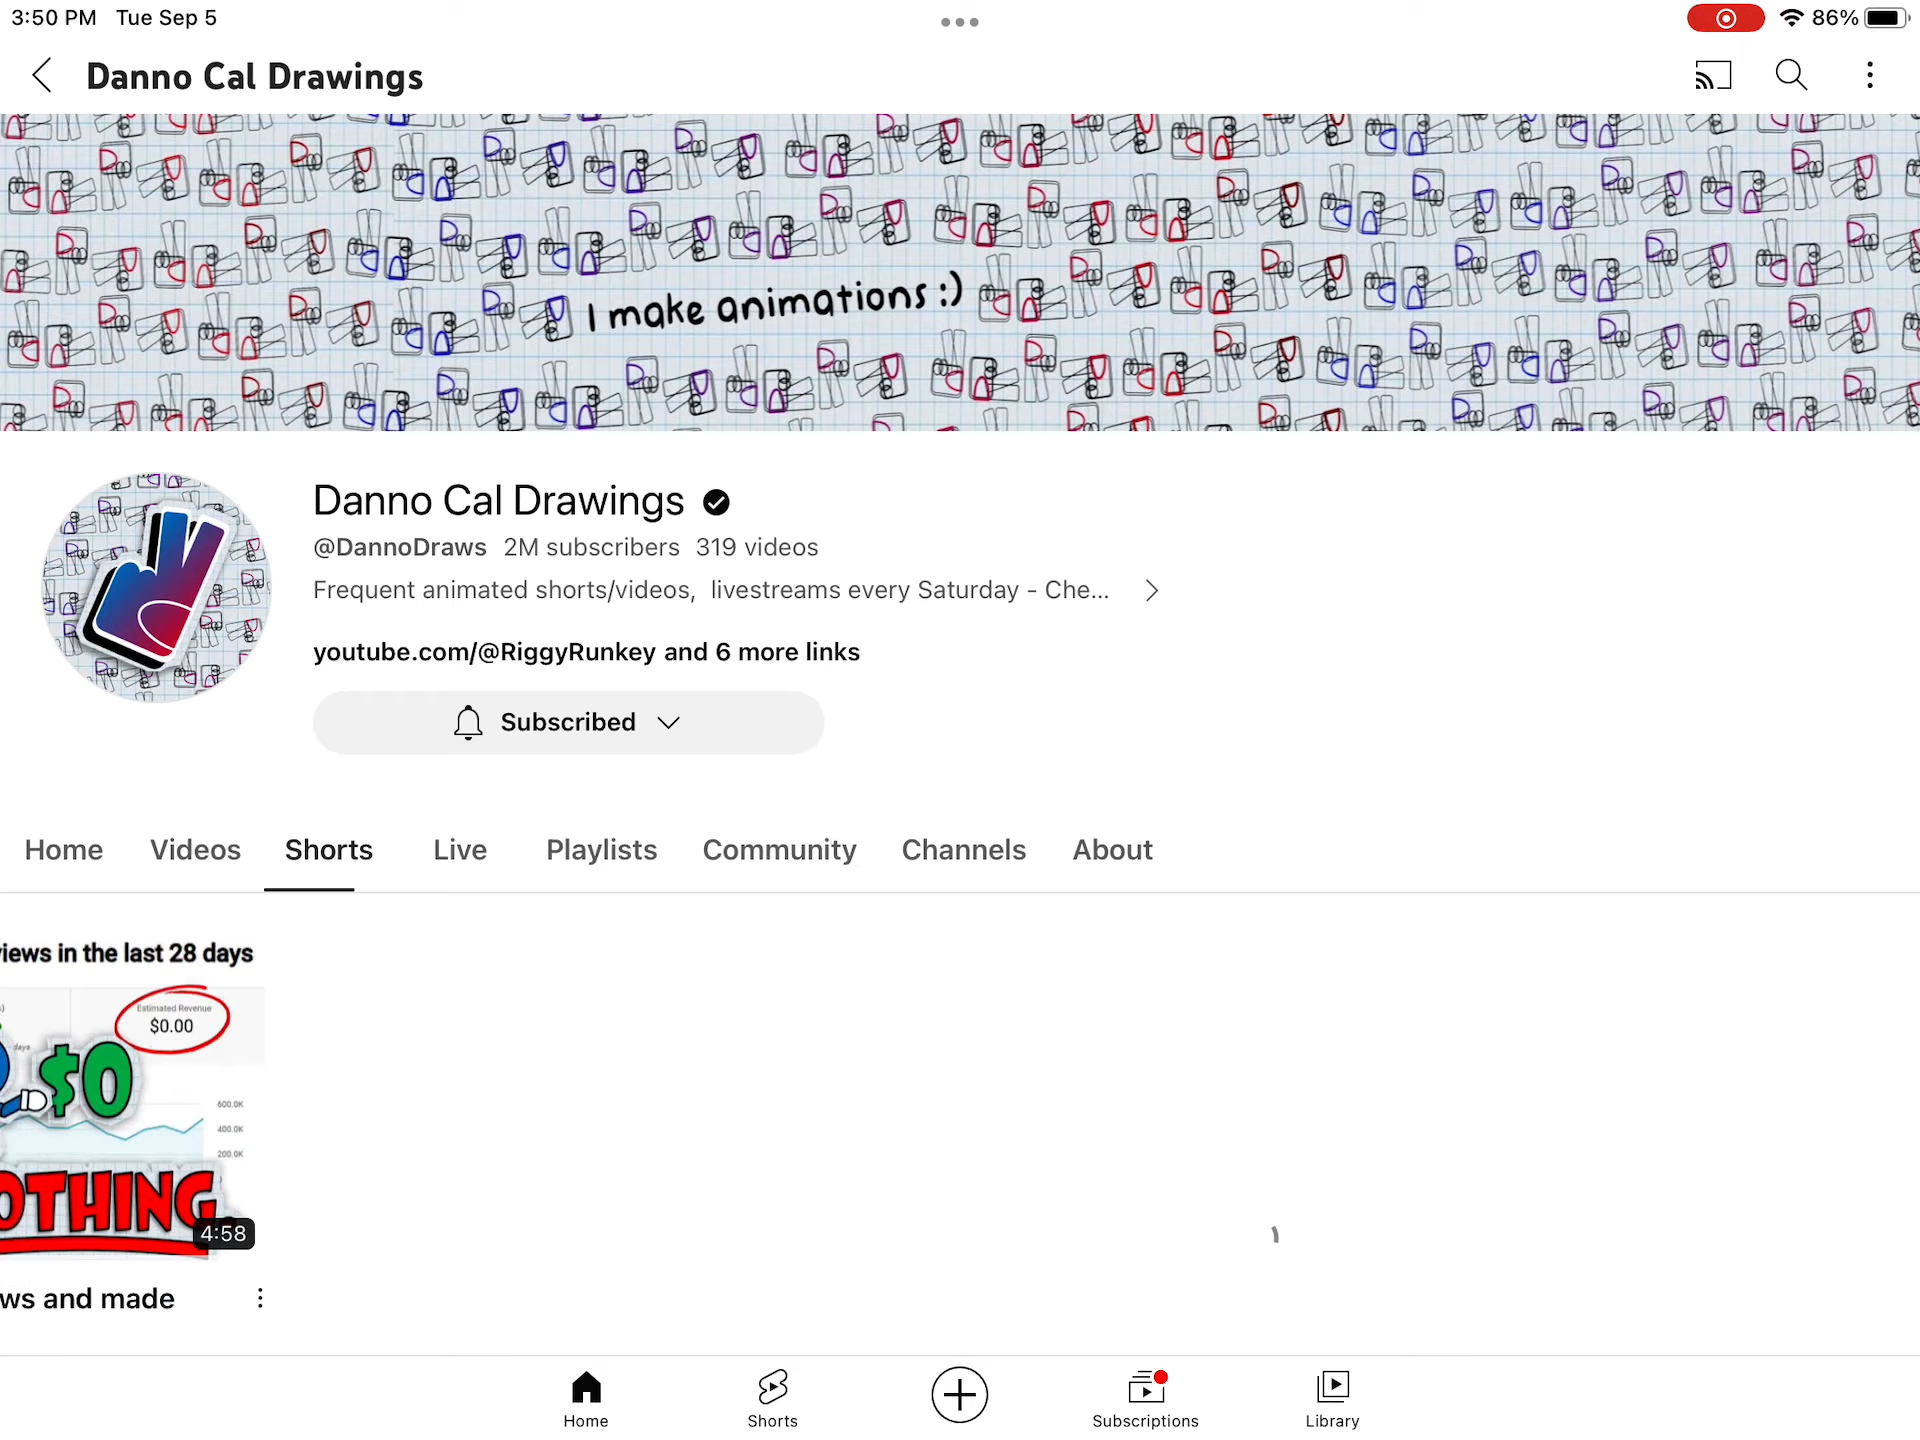 3:50 PM Tue Sep 5
86%
Danno Cal Drawings
I make animations :)
Danno Cal Drawings
@DannoDraws 2M subscribers 319 videos
Frequent animated shorts/videos, livestreams every Saturday - Che...
youtube.com/@RiggyRunkey and 6 more links
Subscribed
Home Videos Shorts Live Playlists Community Channels About
iews in the last 28 days
Estimated Revenue
$0.00
days
$0
600.0K
400.0K
200.0K
OTHING
4:58
ws and made
Home Shorts Subscriptions Library